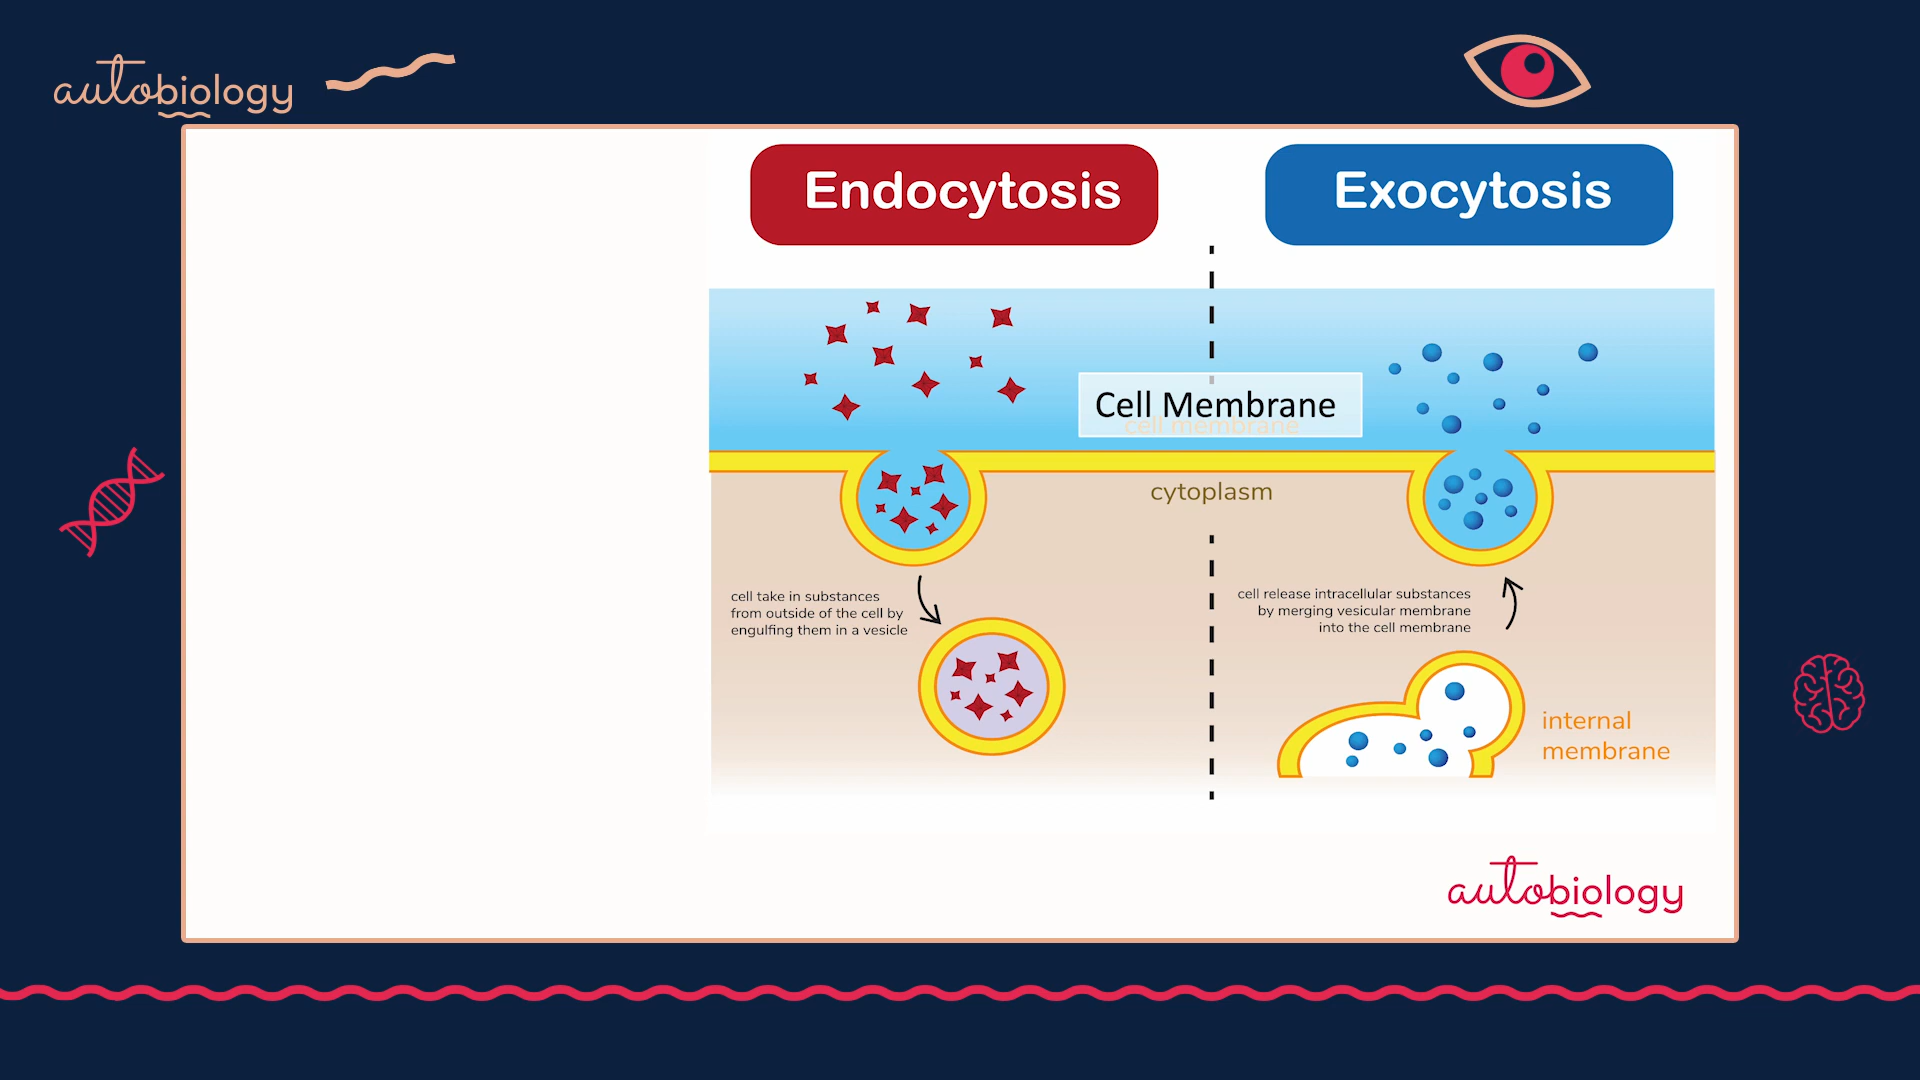 autobiology
Endocytosis
Exocytosis
Cell Membrane
cell membrane
cytoplasm
cell take in substances
from outside of the cell by
engulfing them in a vesicle
cell release intracellular substances
by merging vesicular membrane
into the cell membrane
internal
membrane
autobiology